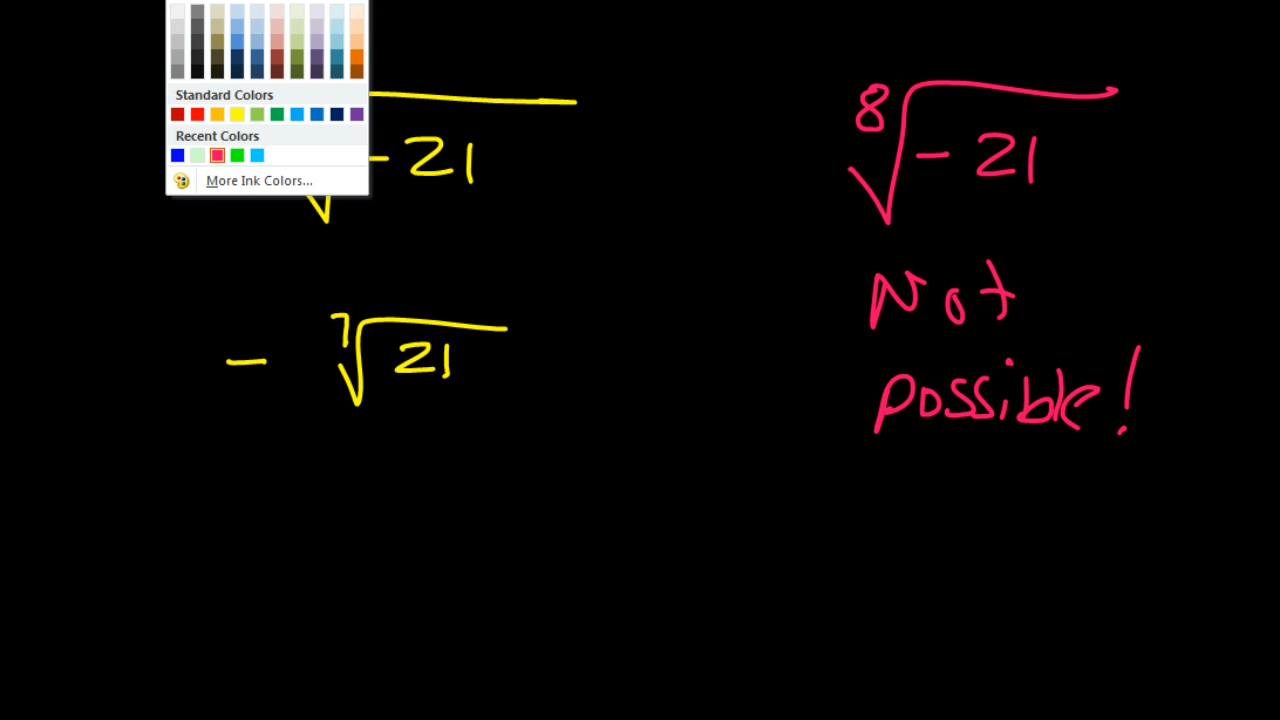 Standard Colors
Recent Colors
More Ink Colors...
- 21
- 7√21
8√- 21
Not
possible!